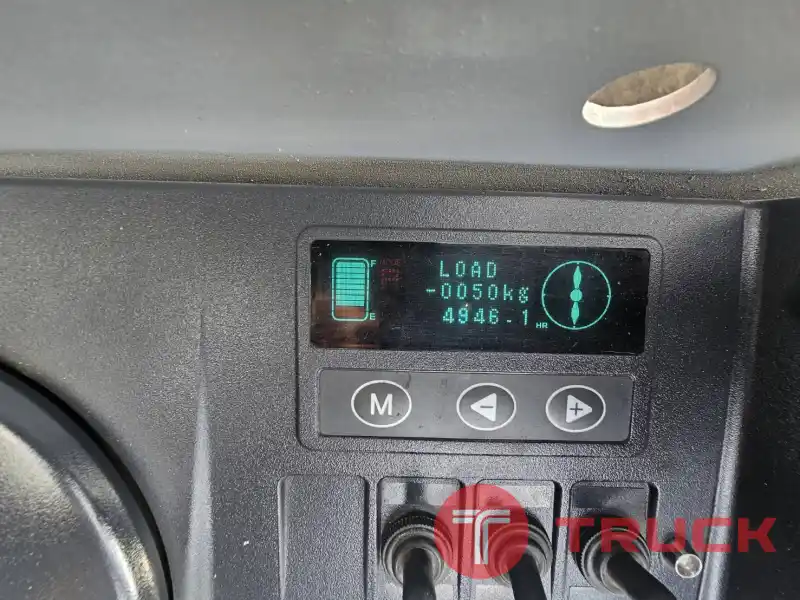 F
LOAD
-0050kg
E
4946.1 HR
M
-
+
T TRUCK